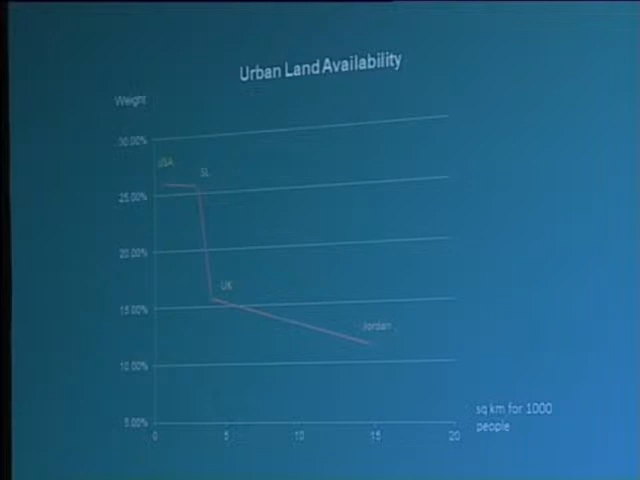 Urban Land Availability
Weight
30.00%
SL
25.00%
20.00%
UK
15.00%
Jordan
10.00%
5.00%
sq km for 1000
people
0 5 10 15 20